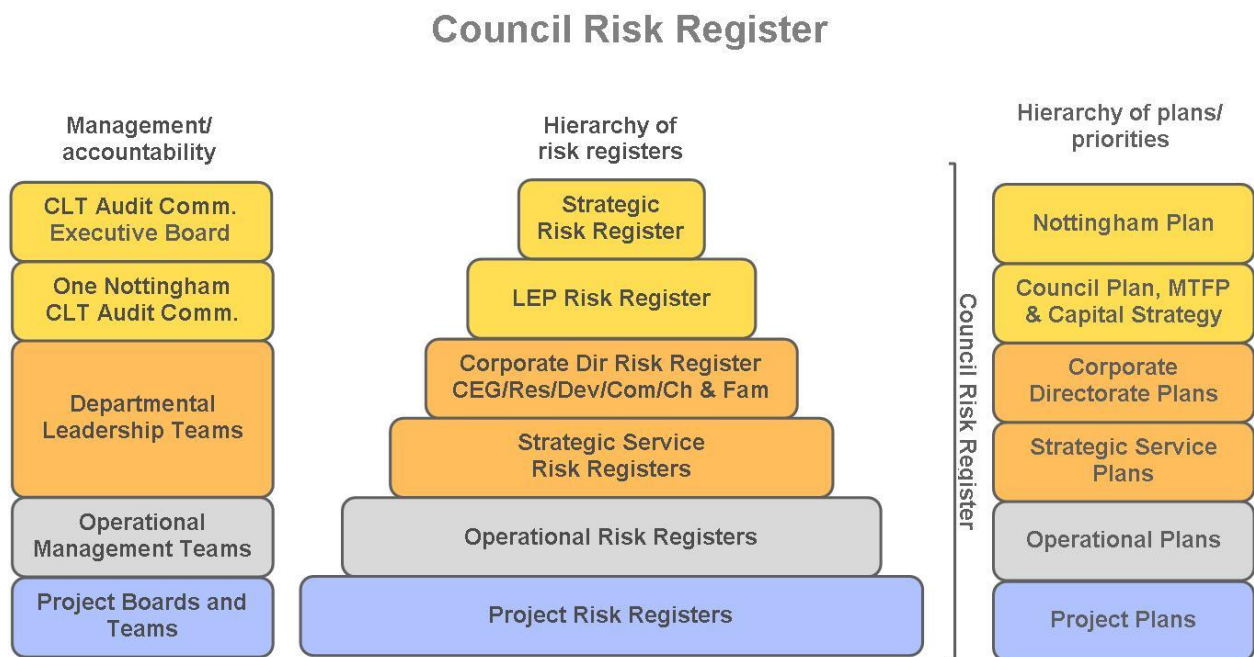 Council Risk Register
Management/
accountability
CLT Audit Comm.
Executive Board
One Nottingham
CLT Audit Comm.
Departmental
Leadership Teams
Operational
Management Teams
Project Boards and
Teams
Hierarchy of
risk registers
Strategic
Risk Register
LEP Risk Register
Corporate Dir Risk Register
CEG/Res/Dev/Com/Ch & Fam
Strategic Service
Risk Registers
Operational Risk Registers
Project Risk Registers
Council Risk Register
Hierarchy of plans/
priorities
Nottingham Plan
Council Plan, MTFP
& Capital Strategy
Corporate
Directorate Plans
Strategic Service
Plans
Operational Plans
Project Plans